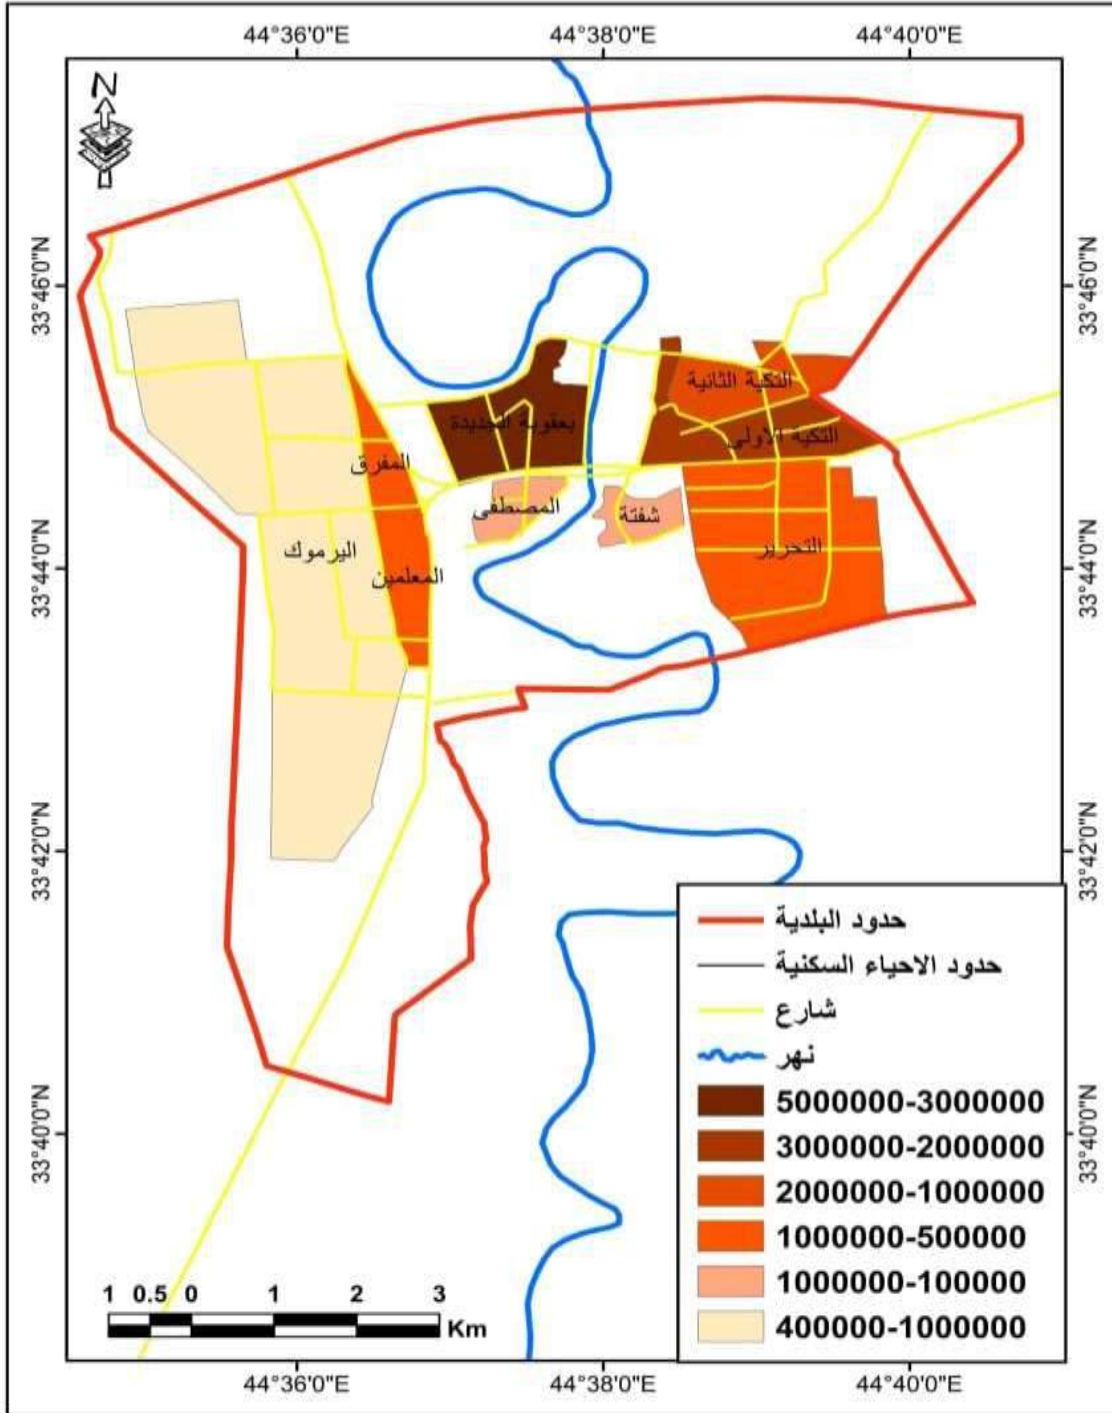 44°36'0"E 44°38'0"E 44°40'0"E
N
33°46'0"N 33°46'0"N
التكية الثانية
بعقوبة الجديدة
التكية الاولى
المفرق
المصطفى
شفتة
اليرموك
التحرير
33°44'0"N 33°44'0"N
المعلمين
33°42'0"N 33°42'0"N
حدود البلدية
حدود الاحياء السكنية
شارع
نهر
5000000-3000000
33°40'0"N 33°40'0"N
3000000-2000000
2000000-1000000
1000000-500000
1000000-100000
400000-1000000
1 0.5 0 1 2 3
Km
44°36'0"E 44°38'0"E 44°40'0"E